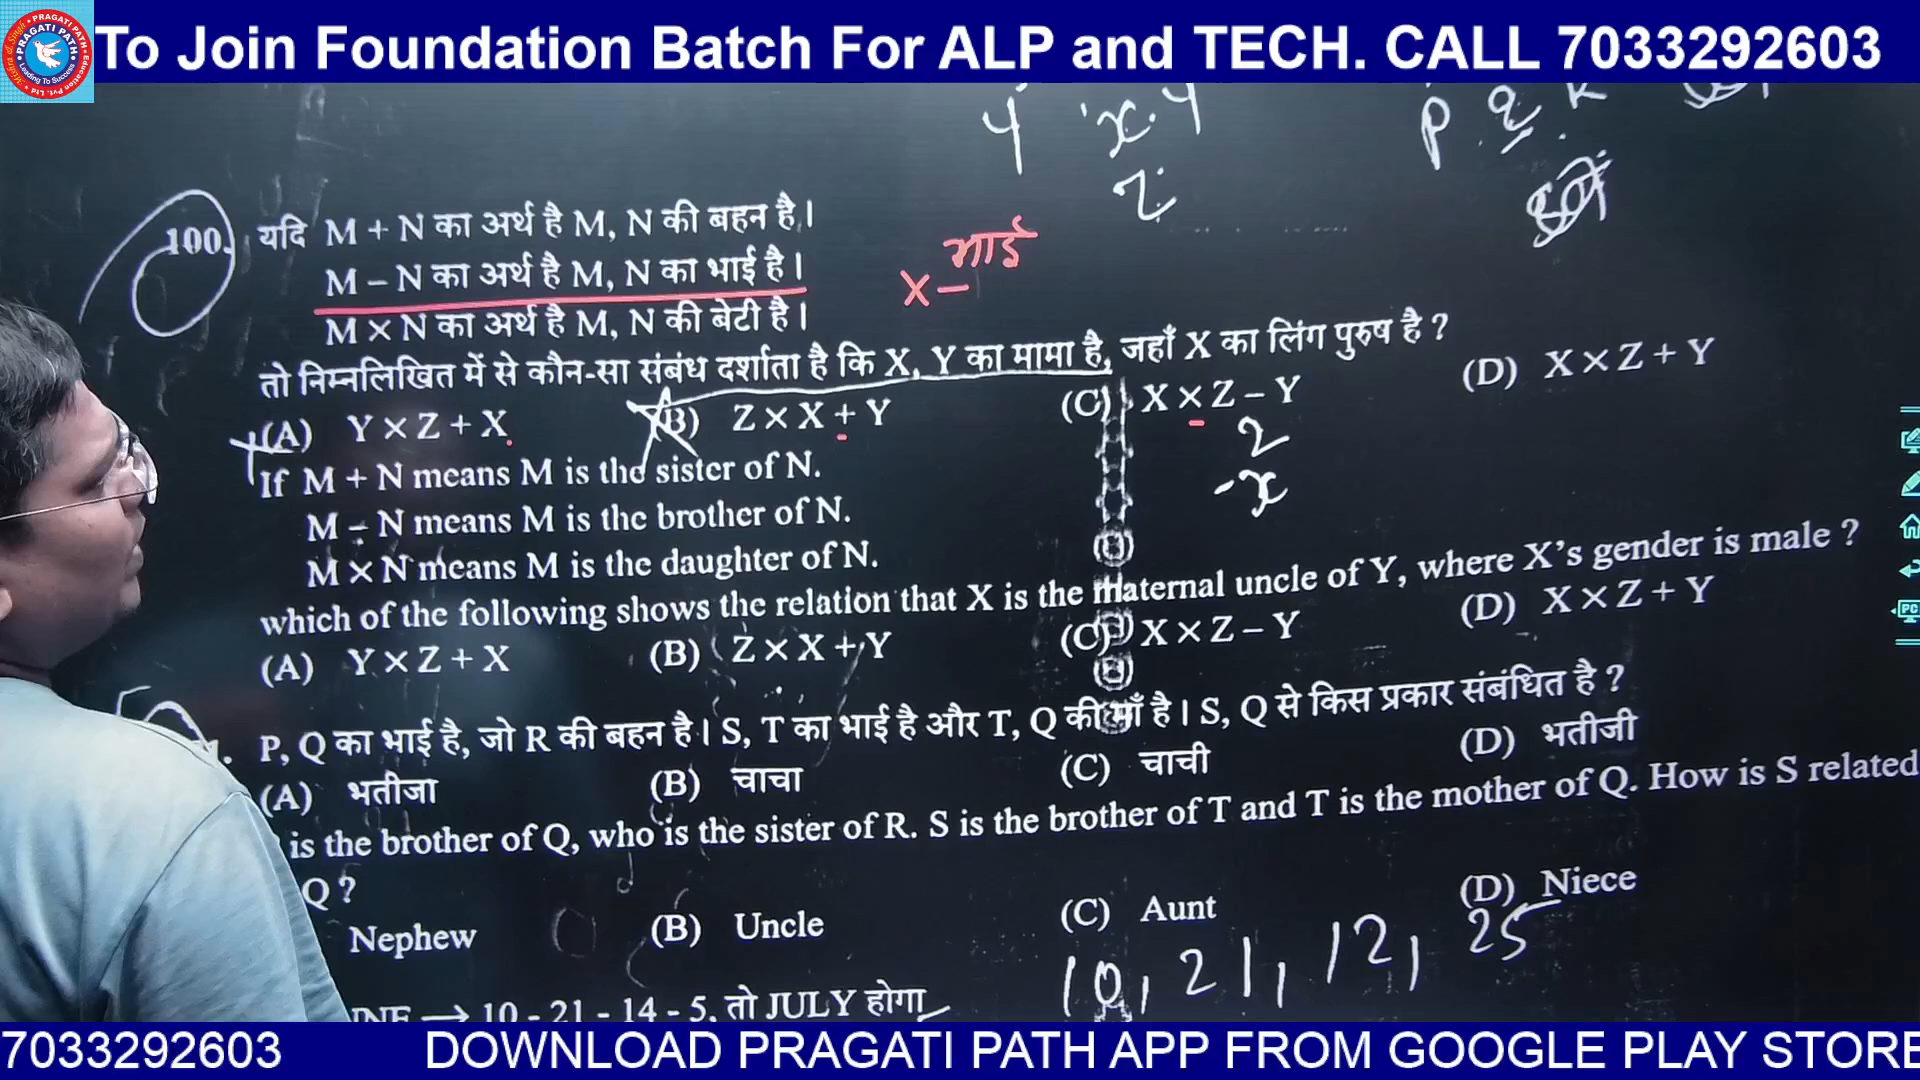 PRAGATI PATH
To Join Foundation Batch For ALP and TECH. CALL 7033292603
4 x.y P Q R
z
100. यदि M + N का अर्थ है M, N की बहन है।
M – N का अर्थ है M, N का भाई है।
x – भाई
M × N का अर्थ है M, N की बेटी है।
तो निम्नलिखित में से कौन-सा संबंध दर्शाता है कि X, Y का मामा है, जहाँ X का लिंग पुरुष है ?
(A) Y × Z + X (B) Z × X + Y (C) X × Z – Y (D) X × Z + Y
2
- x
If M + N means M is the sister of N.
M – N means M is the brother of N.
M × N means M is the daughter of N.
which of the following shows the relation that X is the maternal uncle of Y, where X's gender is male ?
(A) Y × Z + X (B) Z × X + Y (C) X × Z – Y (D) X × Z + Y
P, Q का भाई है, जो R की बहन है। S, T का भाई है और T, Q की माँ है। S, Q से किस प्रकार संबंधित है ?
(A) भतीजा (B) चाचा (C) चाची (D) भतीजी
is the brother of Q, who is the sister of R. S is the brother of T and T is the mother of Q. How is S related
Q ?
Nephew (B) Uncle (C) Aunt (D) Niece
10, 21, 12, 25
→ 10 - 21 - 14 - 5, तो JULY होगा
7033292603 DOWNLOAD PRAGATI PATH APP FROM GOOGLE PLAY STORE